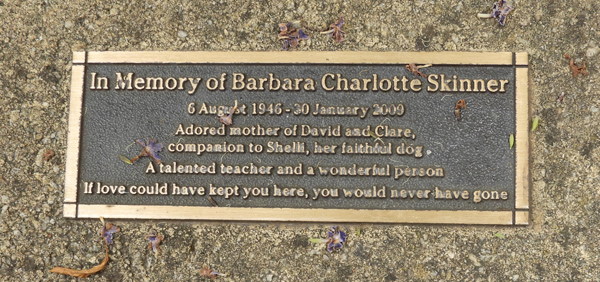 In Memory of Barbara Charlotte Skinner
6 August 1946 - 30 January 2009
Adored mother of David and Clare,
companion to Shelli, her faithful dog
A talented teacher and a wonderful person
If love could have kept you here, you would never have gone